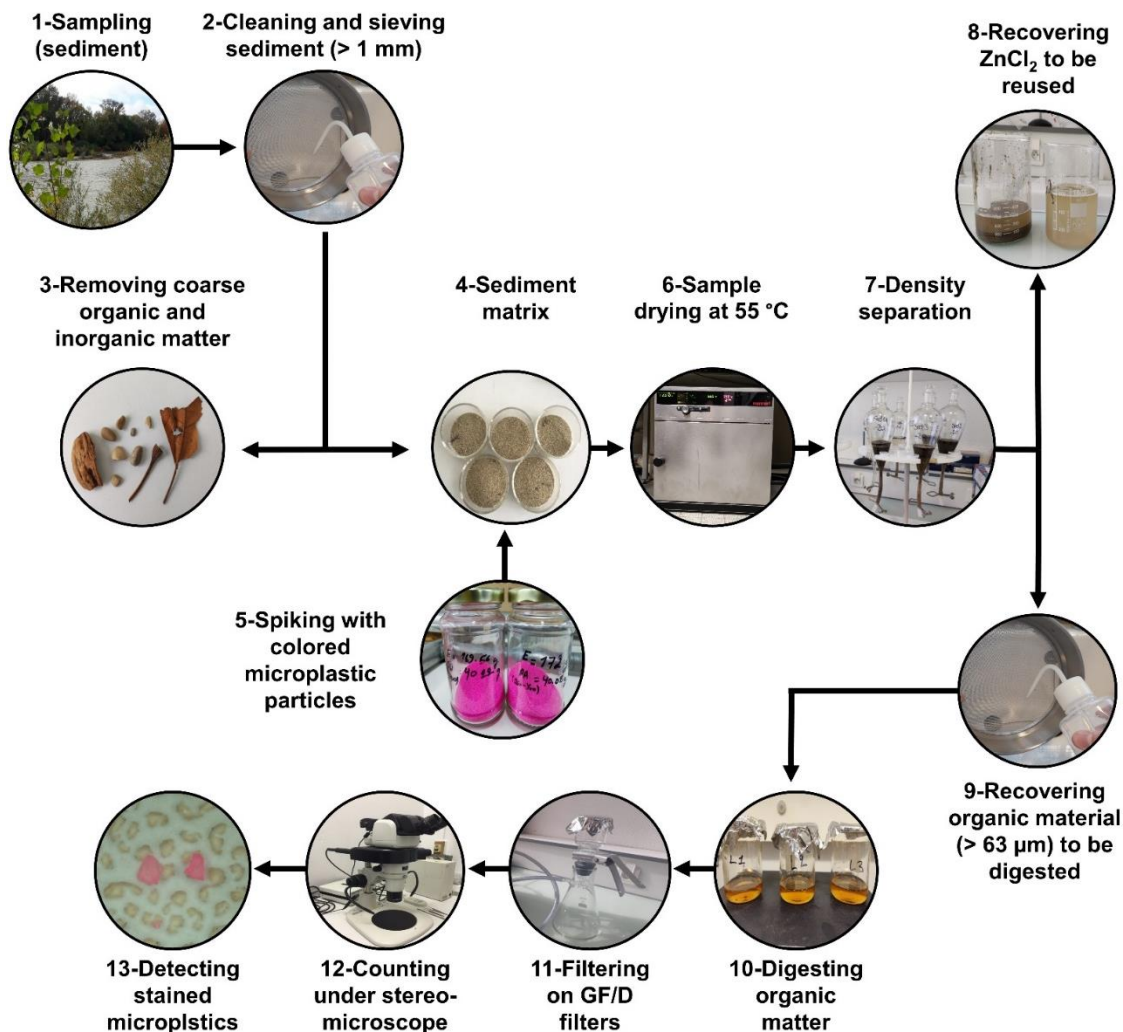 1-Sampling
(sediment)
2-Cleaning and sieving
sediment (> 1 mm)
3-Removing coarse
organic and
inorganic matter
4-Sediment
matrix
5-Spiking with
colored
microplastic
particles
6-Sample
drying at 55 °C
7-Density
separation
8-Recovering
ZnCl₂ to be
reused
9-Recovering
organic material
(> 63 µm) to be
digested
L1
L3
10-Digesting
organic
matter
11-Filtering
on GF/D
filters
12-Counting
under stereo-
microscope
13-Detecting
stained
microplstics